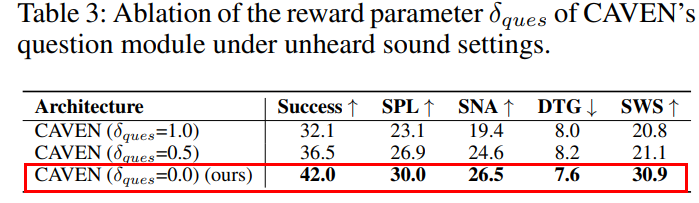 Table 3: Ablation of the reward parameter δques of CAVEN's
question module under unheard sound settings.
Architecture Success ↑ SPL ↑ SNA ↑ DTG ↓ SWS ↑
CAVEN (δques=1.0) 32.1 23.1 19.4 8.0 20.8
CAVEN (δques=0.5) 36.5 26.9 24.6 8.2 21.1
CAVEN (δques=0.0) (ours) 42.0 30.0 26.5 7.6 30.9